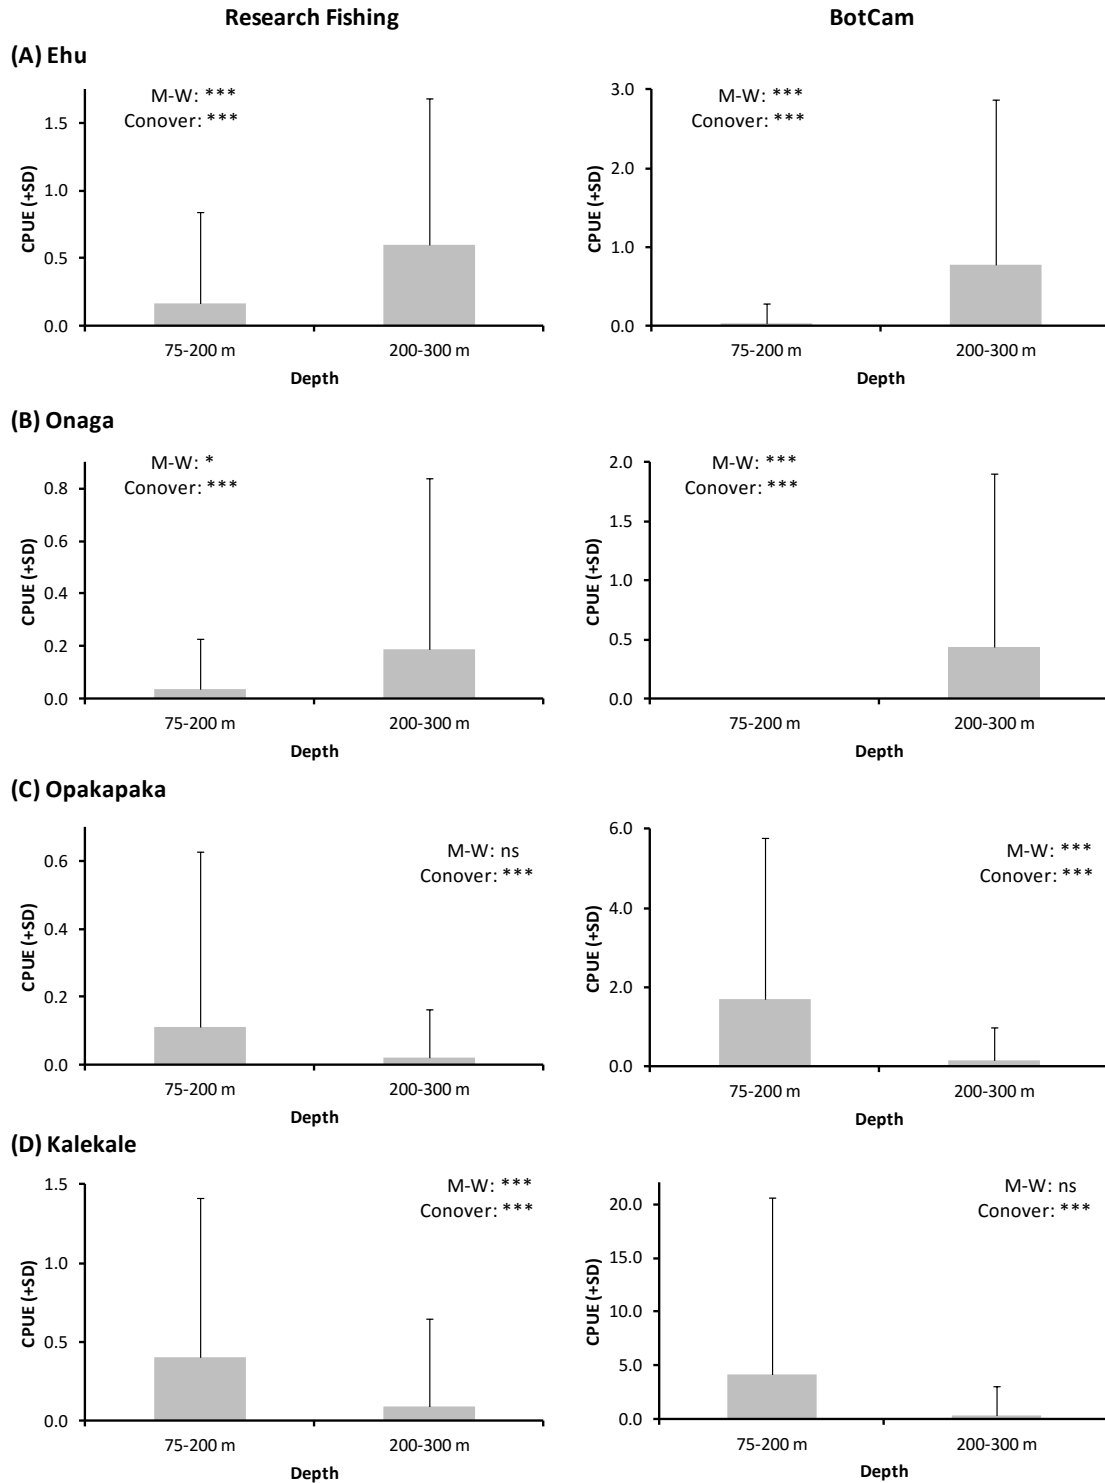 Research Fishing BotCam
(A) Ehu
M-W: ***
Conover: ***
CPUE (+SD)
1.5
1.0
0.5
0.0
75-200 m 200-300 m
Depth
M-W: ***
Conover: ***
CPUE (+SD)
3.0
2.0
1.0
0.0
75-200 m 200-300 m
Depth
(B) Onaga
M-W: *
Conover: ***
CPUE (+SD)
0.8
0.6
0.4
0.2
0.0
75-200 m 200-300 m
Depth
M-W: ***
Conover: ***
CPUE (+SD)
2.0
1.5
1.0
0.5
0.0
75-200 m 200-300 m
Depth
(C) Opakapaka
M-W: ns
Conover: ***
CPUE (+SD)
0.6
0.4
0.2
0.0
75-200 m 200-300 m
Depth
M-W: ***
Conover: ***
CPUE (+SD)
6.0
4.0
2.0
0.0
75-200 m 200-300 m
Depth
(D) Kalekale
M-W: ***
Conover: ***
CPUE (+SD)
1.5
1.0
0.5
0.0
75-200 m 200-300 m
Depth
M-W: ns
Conover: ***
CPUE (+SD)
20.0
15.0
10.0
5.0
0.0
75-200 m 200-300 m
Depth